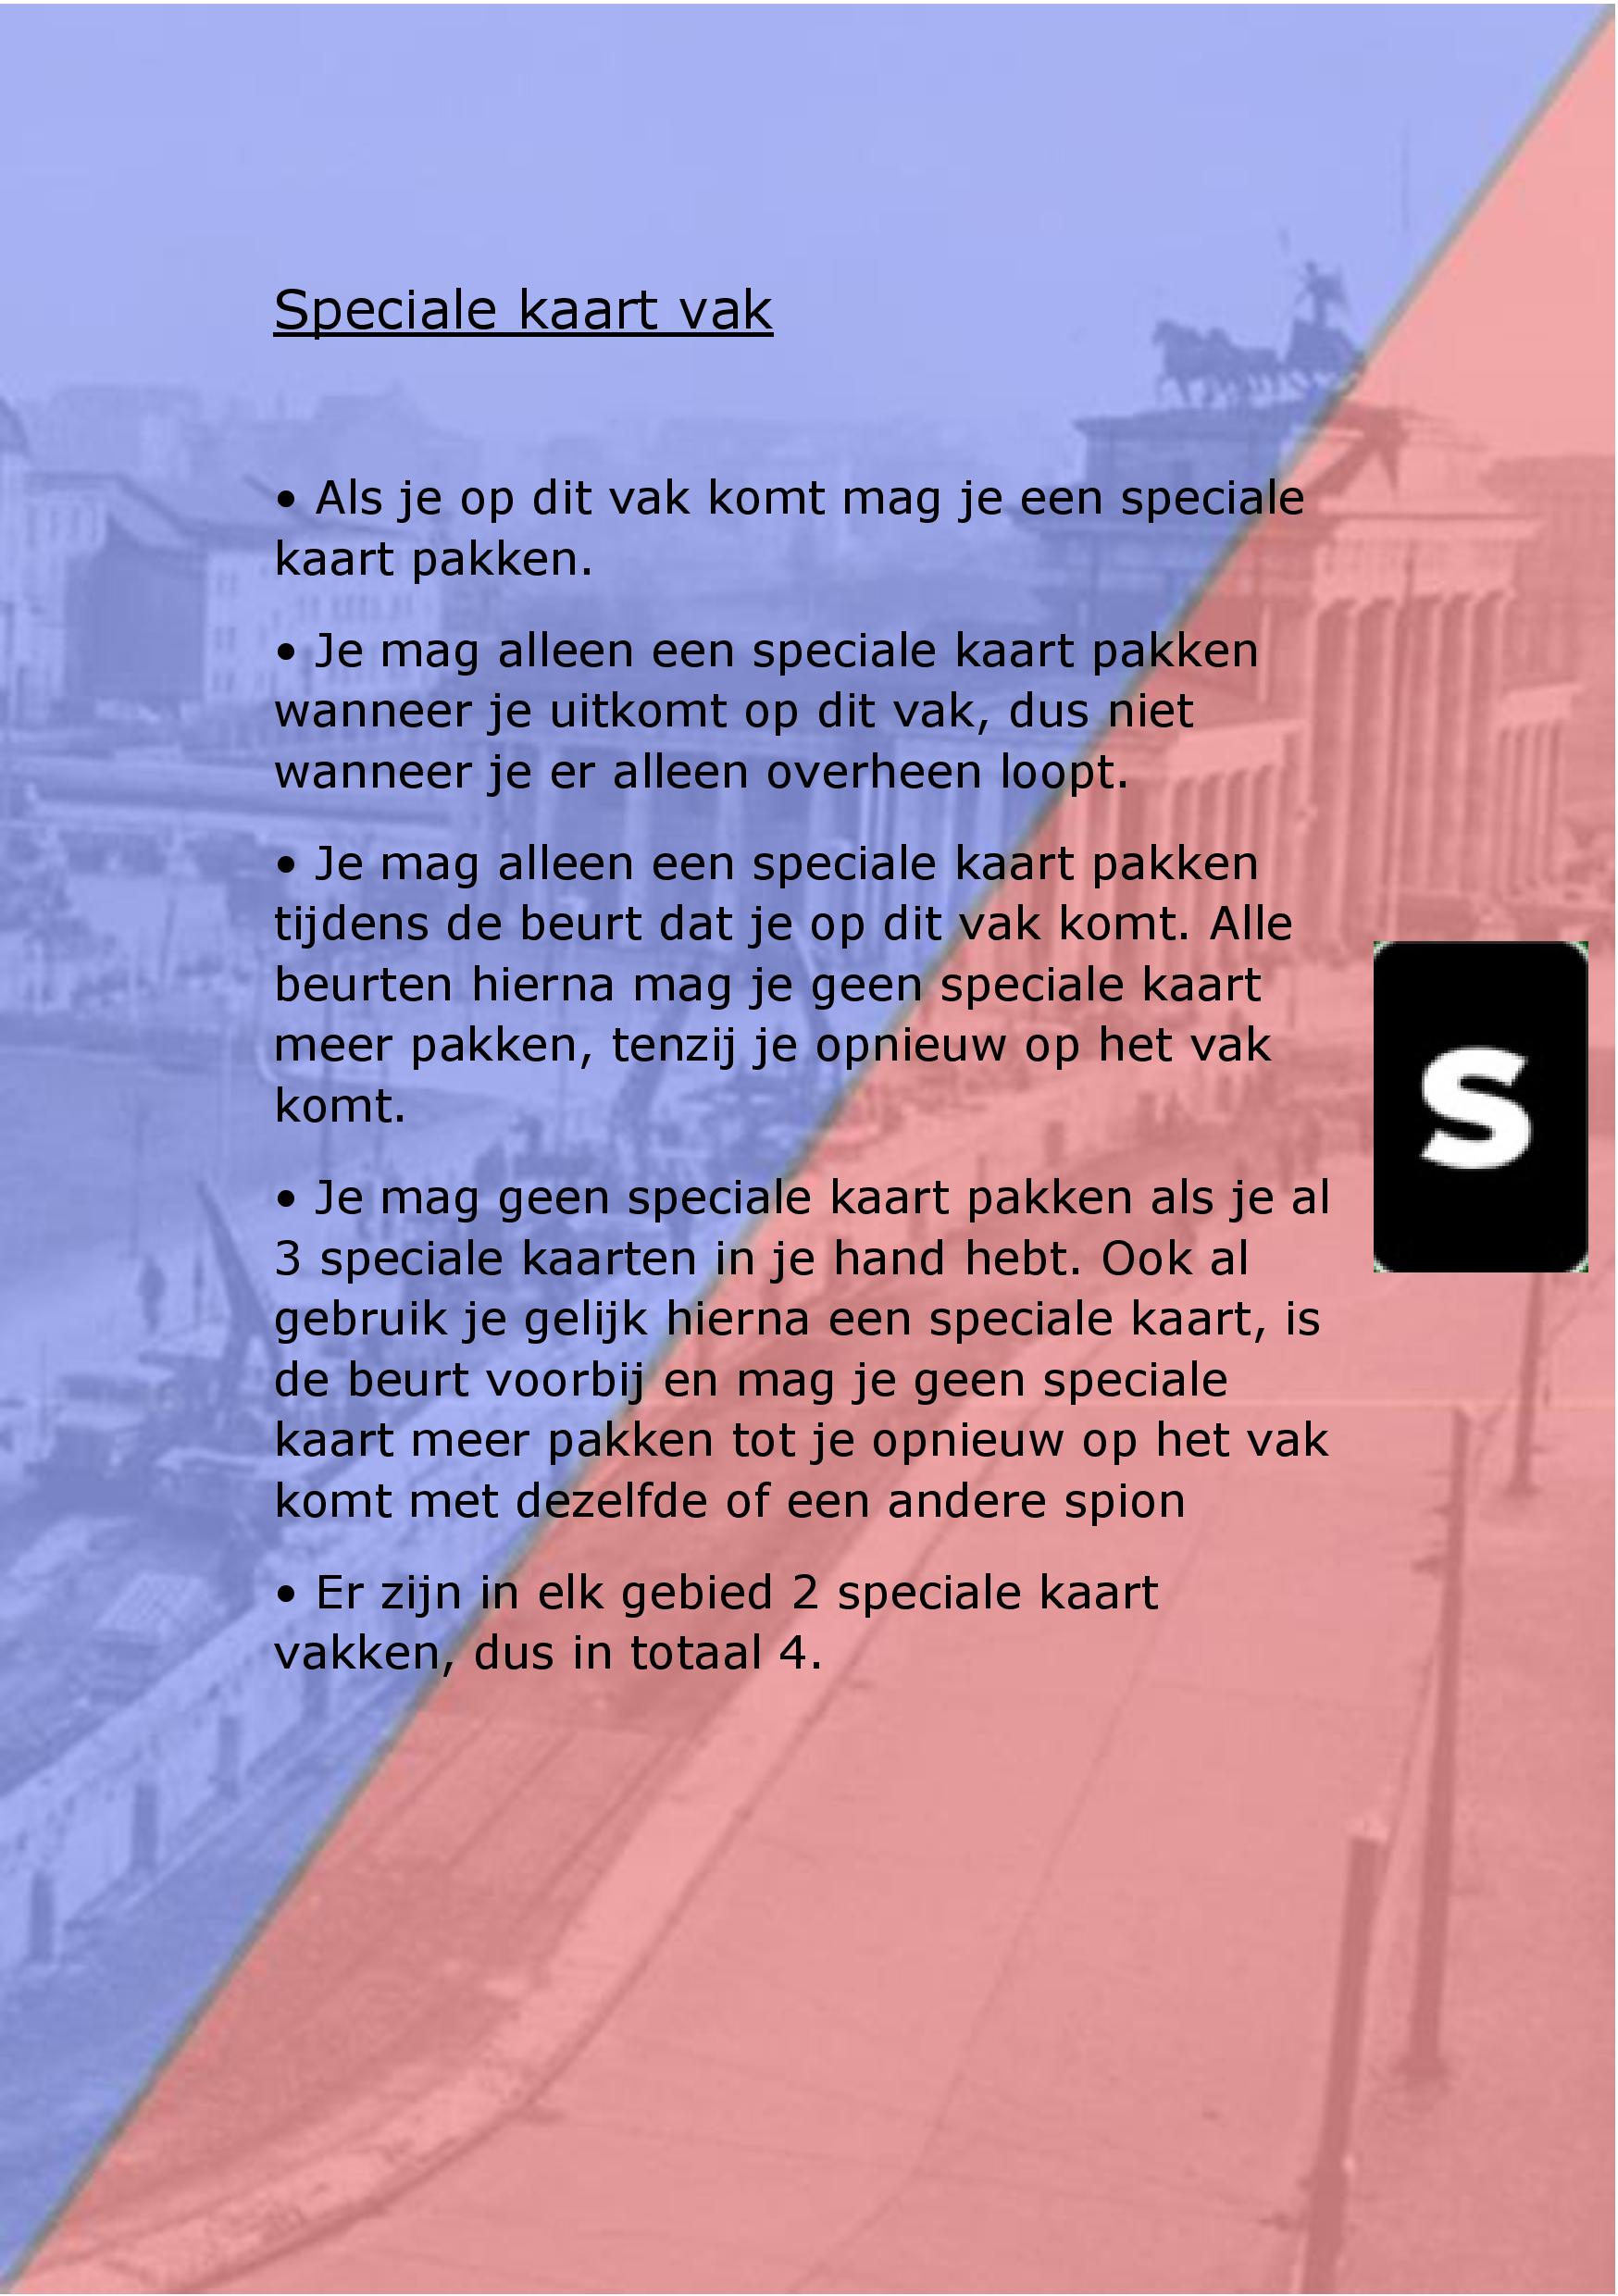 Speciale kaart vak
• Als je op dit vak komt mag je een speciale
kaart pakken.
• Je mag alleen een speciale kaart pakken
wanneer je uitkomt op dit vak, dus niet
wanneer je er alleen overheen loopt.
• Je mag alleen een speciale kaart pakken
tijdens de beurt dat je op dit vak komt. Alle
beurten hierna mag je geen speciale kaart
meer pakken, tenzij je opnieuw op het vak
komt.
S
• Je mag geen speciale kaart pakken als je al
3 speciale kaarten in je hand hebt. Ook al
gebruik je gelijk hierna een speciale kaart, is
de beurt voorbij en mag je geen speciale
kaart meer pakken tot je opnieuw op het vak
komt met dezelfde of een andere spion
• Er zijn in elk gebied 2 speciale kaart
vakken, dus in totaal 4.